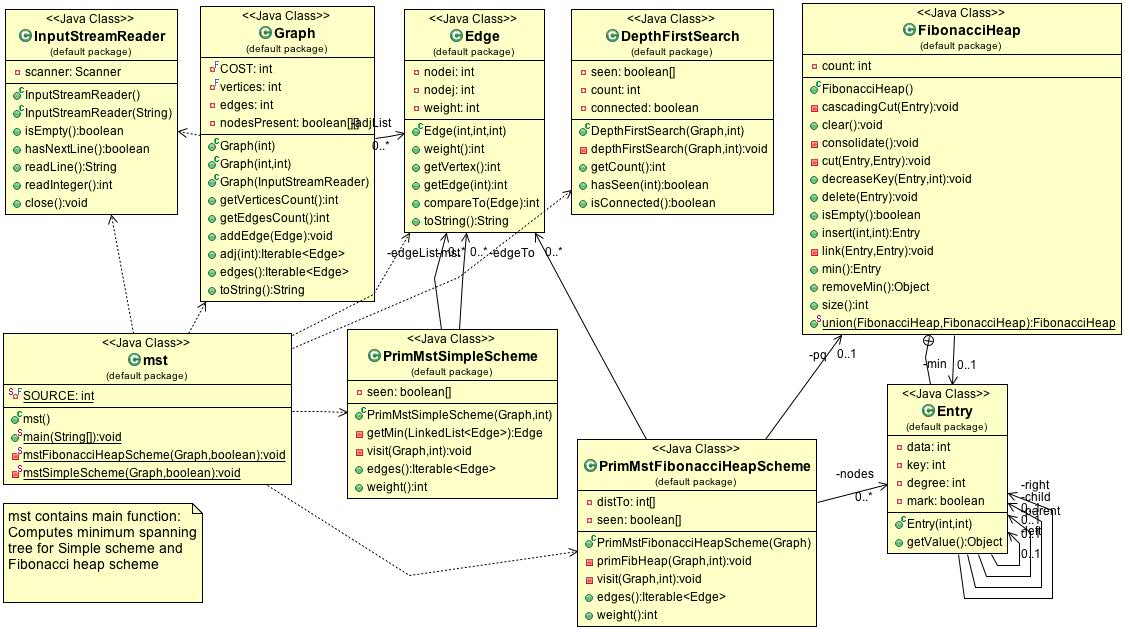 <<Java Class>>
InputStreamReader
(default package)
scanner: Scanner
InputStreamReader()
InputStreamReader(String)
isEmpty():boolean
hasNextLine():boolean
readLine():String
readInteger():int
close():void
<<Java Class>>
Graph
(default package)
COST: int
vertices: int
edges: int
nodesPresent: boolean[]
Graph(int)
Graph(int,int)
Graph(InputStreamReader)
getVerticesCount():int
getEdgesCount():int
addEdge(Edge):void
adj(int):Iterable<Edge>
edges():Iterable<Edge>
toString():String
-adjList
0..*
<<Java Class>>
Edge
(default package)
nodei: int
nodej: int
weight: int
Edge(int,int,int)
weight():int
getVertex():int
getEdge(int):int
compareTo(Edge):int
toString():String
<<Java Class>>
DepthFirstSearch
(default package)
seen: boolean[]
count: int
connected: boolean
DepthFirstSearch(Graph,int)
depthFirstSearch(Graph,int):void
getCount():int
hasSeen(int):boolean
isConnected():boolean
<<Java Class>>
FibonacciHeap
(default package)
count: int
FibonacciHeap()
cascadingCut(Entry):void
clear():void
consolidate():void
cut(Entry,Entry):void
decreaseKey(Entry,int):void
delete(Entry):void
isEmpty():boolean
insert(int,int):Entry
link(Entry,Entry):void
min():Entry
removeMin():Object
size():int
union(FibonacciHeap,FibonacciHeap):FibonacciHeap
-edgeList
-mst
0..*
0..*
-edgeTo
0..*
<<Java Class>>
mst
(default package)
SOURCE: int
mst()
main(String[]):void
mstFibonacciHeapScheme(Graph,boolean):void
mstSimpleScheme(Graph,boolean):void
<<Java Class>>
PrimMstSimpleScheme
(default package)
seen: boolean[]
PrimMstSimpleScheme(Graph,int)
getMin(LinkedList<Edge>):Edge
visit(Graph,int):void
edges():Iterable<Edge>
weight():int
-pq
0..1
-min
0..1
<<Java Class>>
PrimMstFibonacciHeapScheme
(default package)
distTo: int[]
seen: boolean[]
PrimMstFibonacciHeapScheme(Graph)
primFibHeap(Graph,int):void
visit(Graph,int):void
edges():Iterable<Edge>
weight():int
-nodes
0..*
<<Java Class>>
Entry
(default package)
data: int
key: int
degree: int
mark: boolean
Entry(int,int)
getValue():Object
-right
-child
-parent
0..1
-left
0..1
0..1
mst contains main function:
Computes minimum spanning
tree for Simple scheme and
Fibonacci heap scheme